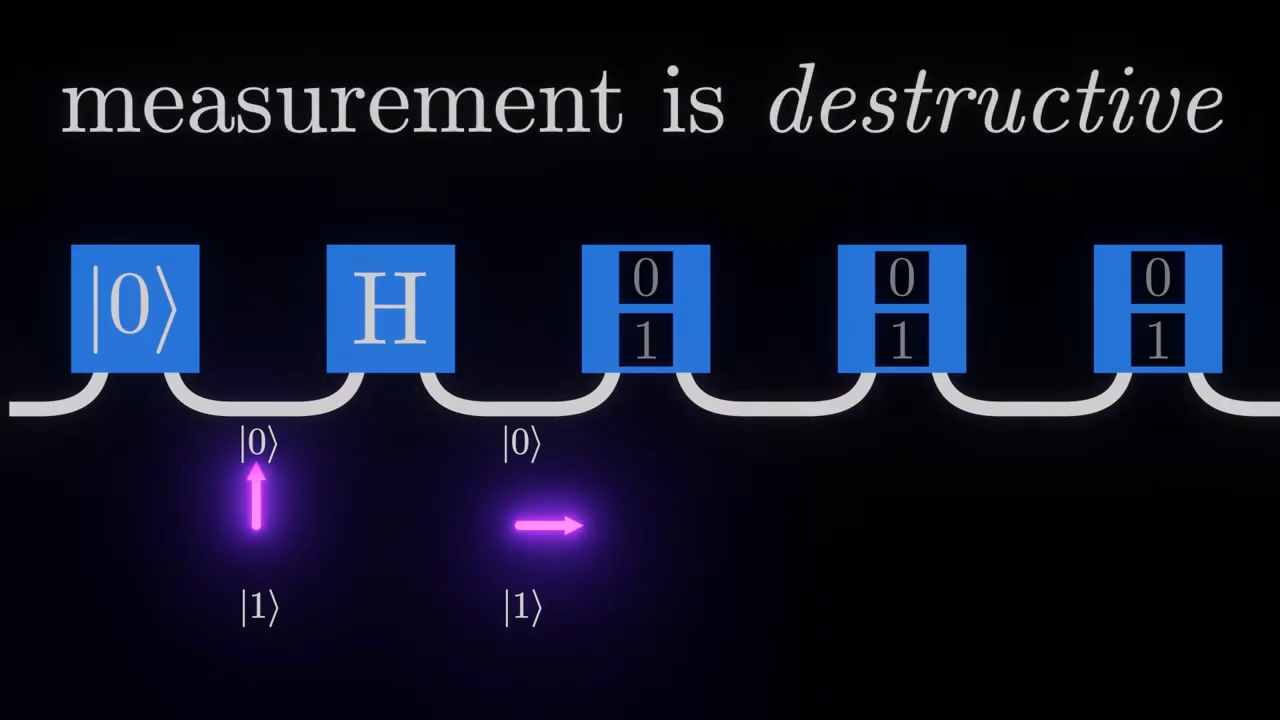 measurement is destructive
|0⟩ H 0 0 0
1 1 1
|0⟩ |0⟩
|1⟩ |1⟩